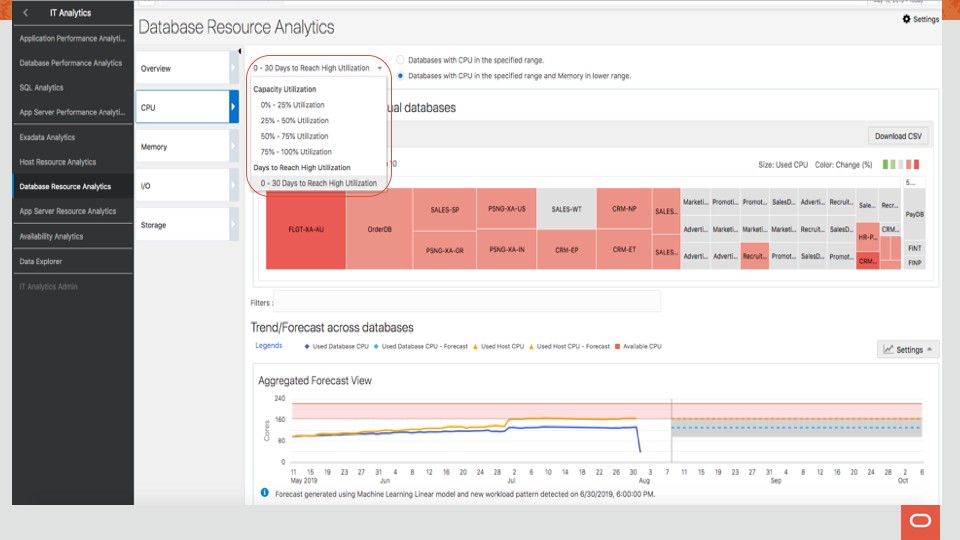 IT Analytics
Application Performance Analyti...
Database Performance Analytics
SQL Analytics
App Server Performance Analyti...
Exadata Analytics
Host Resource Analytics
Database Resource Analytics
App Server Resource Analytics
Availability Analytics
Data Explorer
IT Analytics Admin
Database Resource Analytics
Settings
Overview
CPU
Memory
I/O
Storage
0 - 30 Days to Reach High Utilization
Capacity Utilization
0% - 25% Utilization
25% - 50% Utilization
50% - 75% Utilization
75% - 100% Utilization
Days to Reach High Utilization
0 - 30 Days to Reach High Utilization
Databases with CPU in the specified range.
Databases with CPU in the specified range and Memory in lower range.
ual databases
Download CSV
10
Size: Used CPU Color: Change (%)
FLGT-XA-AU
OrderDB
SALES-SP
PSNG-XA-GR
PSNG-XA-US
PSNG-XA-IN
SALES-WT
CRM-EP
CRM-NP
CRM-ET
SALES...
SALES...
Marketi... Promoti... Promot... SalesD... Adverti... Recruit...
Adverti... Marketi... Marketi... Marketi... Recruit... SalesD...
Adverti... Adverti... Recruit... Promot... SalesD... Promot...
Sale... Recr...
HR-P... CRM...
CRM...
5...
PayDB
FINT
FINP
Filters :
Trend/Forecast across databases
Legends Used Database CPU Used Database CPU - Forecast Used Host CPU Used Host CPU - Forecast Available CPU
Settings
Aggregated Forecast View
Cores
240
160
80
0
11 15 19 23 27 31 4 8 12 16 20 24 28 2 6 10 14 18 22 26 30 3 7 11 15 19 23 27 31 4 8 12 16 20 24 28 2 6
May 2019 Jun Jul Aug Sep Oct
Forecast generated using Machine Learning Linear model and new workload pattern detected on 6/30/2019, 6:00:00 PM.